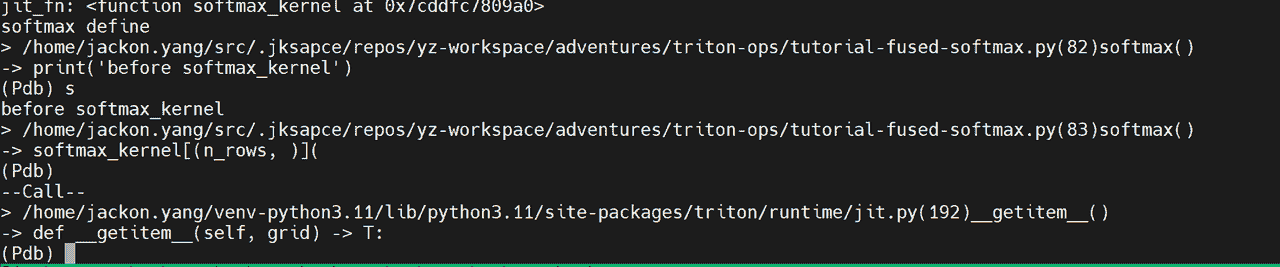 jit_fn: <function softmax_kernel at 0x7cddfc7809a0>
softmax define
> /home/jackon.yang/src/.jksapce/repos/yz-workspace/adventures/triton-ops/tutorial-fused-softmax.py(82)softmax()
-> print('before softmax_kernel')
(Pdb) s
before softmax_kernel
> /home/jackon.yang/src/.jksapce/repos/yz-workspace/adventures/triton-ops/tutorial-fused-softmax.py(83)softmax()
-> softmax_kernel[(n_rows, )](
(Pdb)
--Call--
> /home/jackon.yang/venv-python3.11/lib/python3.11/site-packages/triton/runtime/jit.py(192)__getitem__()
-> def __getitem__(self, grid) -> T:
(Pdb)